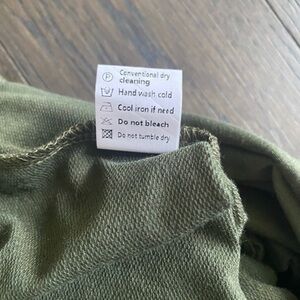 P Conventional dry
cleaning
Hand wash cold
Cool iron if need
Do not bleach
Do not tumble dry